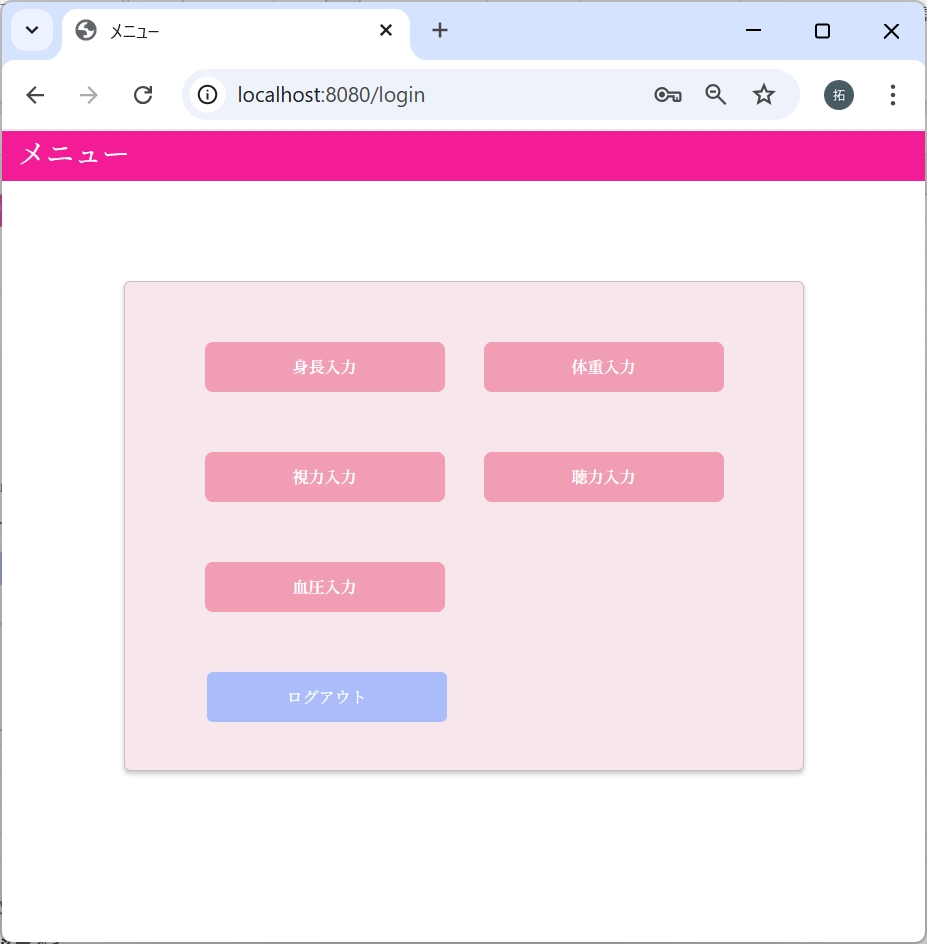 メニュー
localhost:8080/login
拓
メニュー
身長入力 体重入力
視力入力 聴力入力
血圧入力
ログアウト